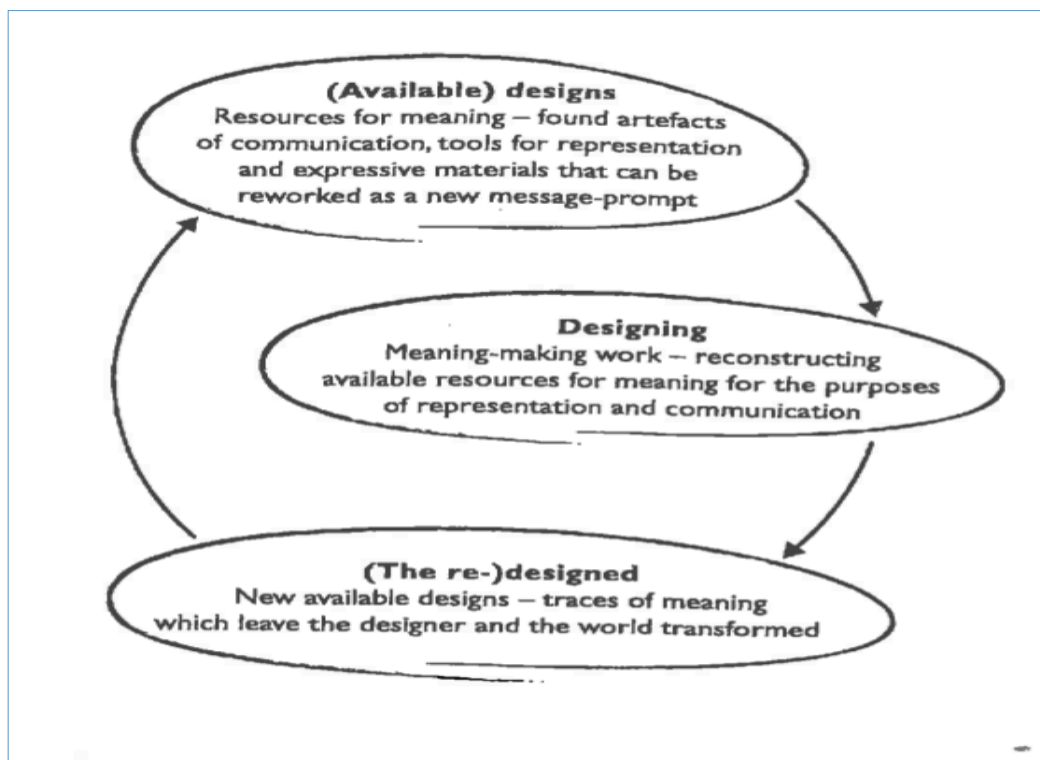 (Available) designs
Resources for meaning – found artefacts
of communication, tools for representation
and expressive materials that can be
reworked as a new message-prompt
Designing
Meaning-making work – reconstructing
available resources for meaning for the purposes
of representation and communication
(The re-)designed
New available designs – traces of meaning
which leave the designer and the world transformed